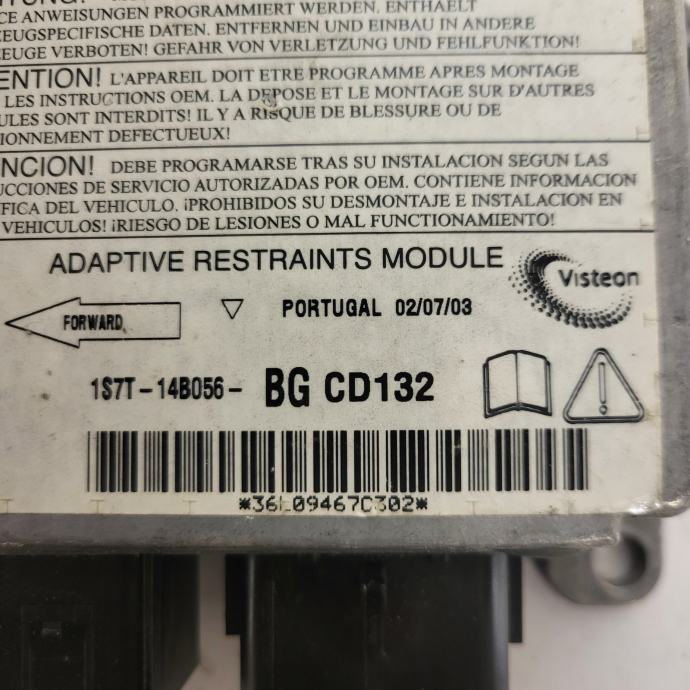 CE ANWEISUNGEN PROGRAMMIERT WERDEN. ENTHAELT
ZEUGSPECIFISCHE DATEN. ENTFERNEN UND EINBAU IN ANDERE
ZEUGE VERBOTEN! GEFAHR VON VERLETZUNG UND FEHLFUNKTION!
ENTION! L'APPAREIL DOIT ETRE PROGRAMME APRES MONTAGE
LES INSTRUCTIONS OEM. LA DEPOSE ET LE MONTAGE SUR D'AUTRES
ULES SONT INTERDITS! IL Y A RISQUE DE BLESSURE OU DE
IONNEMENT DEFECTUEUX!
ENCION! DEBE PROGRAMARSE TRAS SU INSTALACION SEGUN LAS
UCCIONES DE SERVICIO AUTORIZADAS POR OEM. CONTIENE INFORMACION
FICA DEL VEHICULO. ¡PROHIBIDOS SU DESMONTAJE E INSTALACION EN
VEHICULOS! ¡RIESGO DE LESIONES O MAL FUNCTIONAMIENTO!
ADAPTIVE RESTRAINTS MODULE
Visteon
FORWARD
PORTUGAL 02/07/03
1S7T-14B056- BG CD132
*36L09467C302*